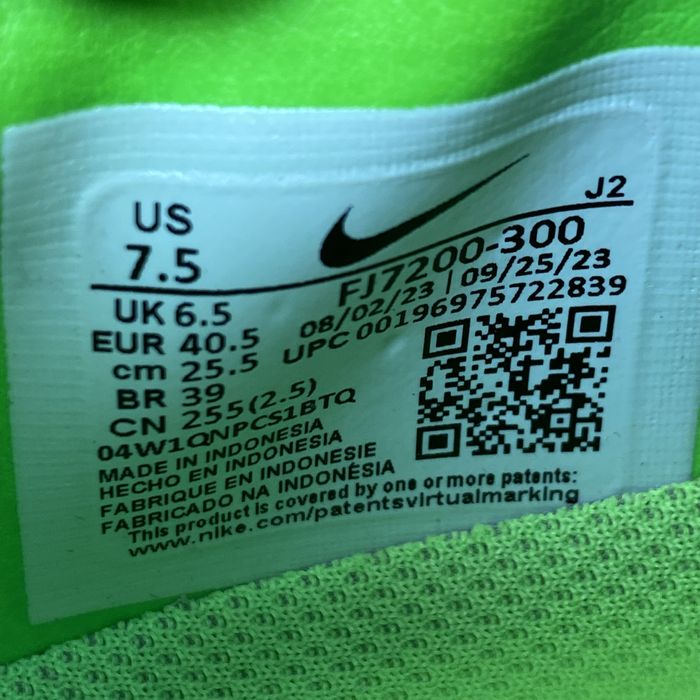 US
7.5
UK 6.5
EUR 40.5
cm 25.5
BR 39
CN 255(2.5)
J2
FJ7200-300
08/02/23 | 09/25/23
UPC 00196975722839
04W1QNPCS1BTQ
MADE IN INDONESIA
HECHO EN INDONESIA
FABRIQUE EN INDONESIE
FABRICADO NA INDONÉSIA
This product is covered by one or more patents:
www.nike.com/patentsvirtualmarking